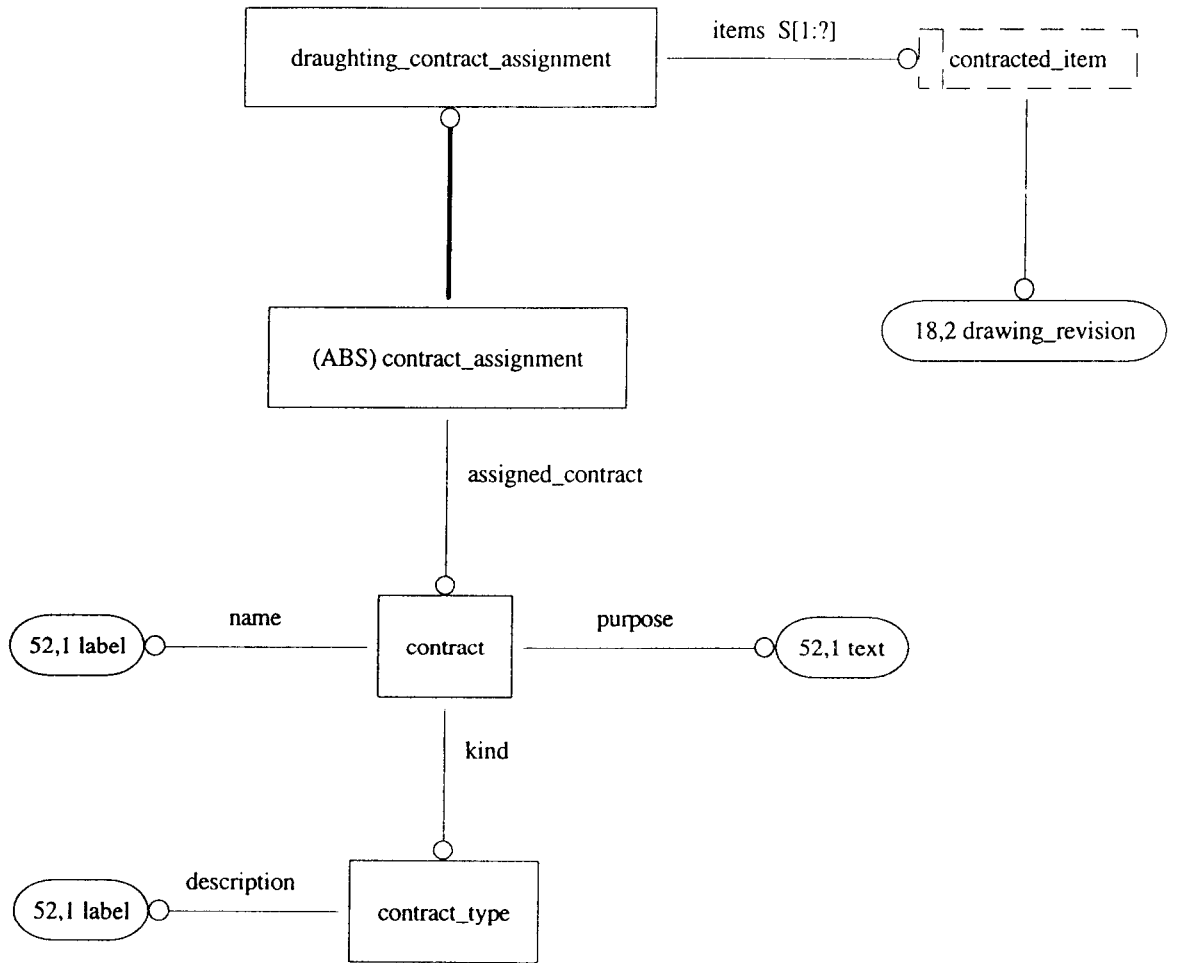 items S[1:?]
draughting_contract_assignment
contracted_item
18,2 drawing_revision
(ABS) contract_assignment
assigned_contract
name
purpose
52,1 label
contract
52,1 text
kind
description
52,1 label
contract_type